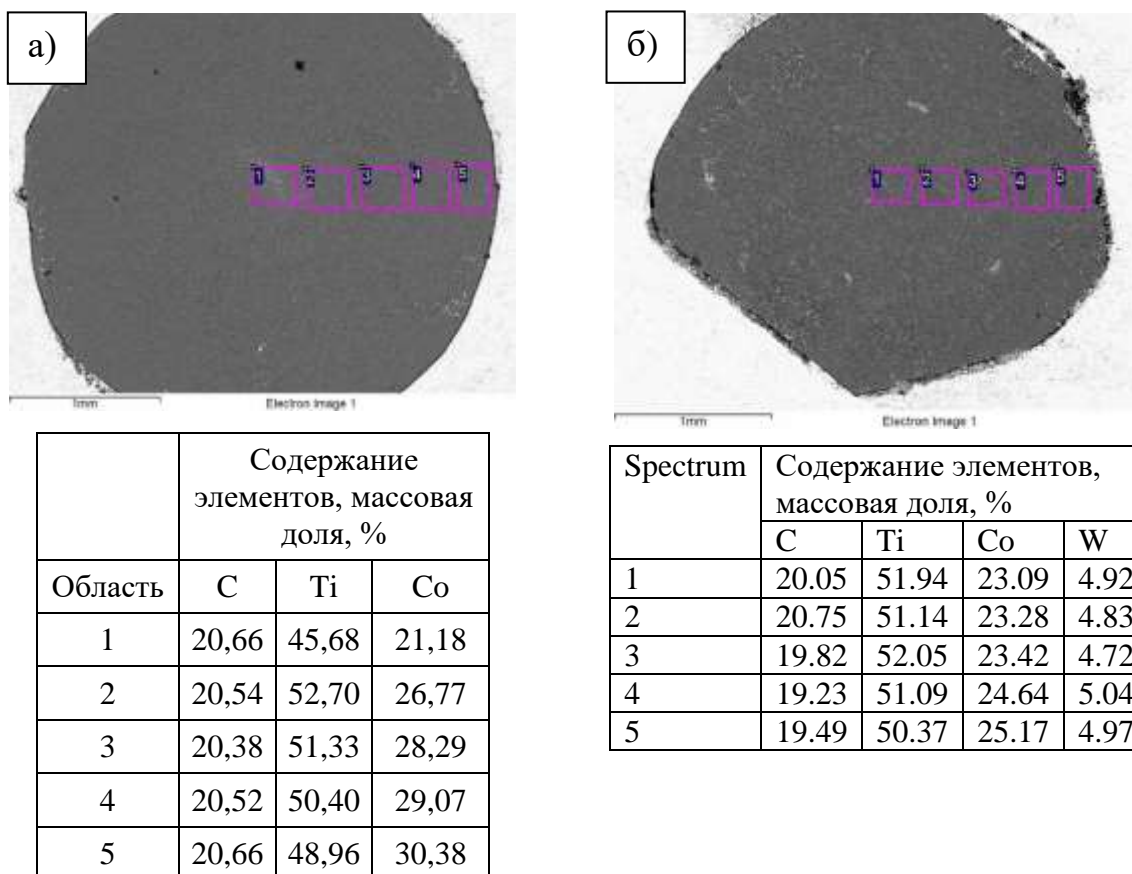 а)
1 2 3 4 5
1mm
Electron Image 1
Содержание
элементов, массовая
доля, %
Область C Ti Co
1 20,66 45,68 21,18
2 20,54 52,70 26,77
3 20,38 51,33 28,29
4 20,52 50,40 29,07
5 20,66 48,96 30,38
б)
1 2 3 4 5
1mm
Electron Image 1
Spectrum Содержание элементов,
массовая доля, %
C Ti Co W
1 20.05 51.94 23.09 4.92
2 20.75 51.14 23.28 4.83
3 19.82 52.05 23.42 4.72
4 19.23 51.09 24.64 5.04
5 19.49 50.37 25.17 4.97